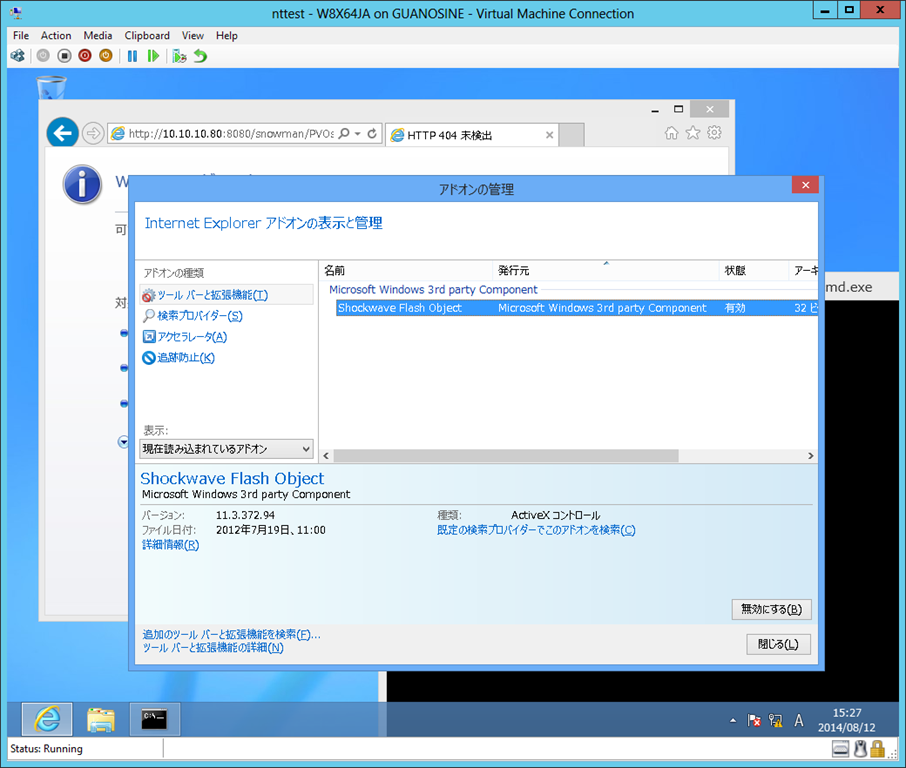 nttest - W8X64JA on GUANOSINE - Virtual Machine Connection
File Action Media Clipboard View Help
http://10.10.10.80:8080/snowman/PVOs
HTTP 404 未検出
W
アドオンの管理
可
Internet Explorer アドオンの表示と管理
アドオンの種類
名前 発行元 状態 アーキ
ツール バーと拡張機能(T)
Microsoft Windows 3rd party Component
md.exe
対
検索プロバイダー(S)
Shockwave Flash Object Microsoft Windows 3rd party Component 有効 32 ビ
アクセラレータ(A)
追跡防止(K)
表示:
現在読み込まれているアドオン
Shockwave Flash Object
Microsoft Windows 3rd party Component
バージョン: 11.3.372.94 種類: ActiveX コントロール
ファイル日付: 2012年7月19日、11:00 既定の検索プロバイダーでこのアドオンを検索(C)
詳細情報(R)
無効にする(B)
追加のツール バーと拡張機能を検索(F)...
ツール バーと拡張機能の詳細(N)
閉じる(L)
C:\_
A
15:27
2014/08/12
Status: Running